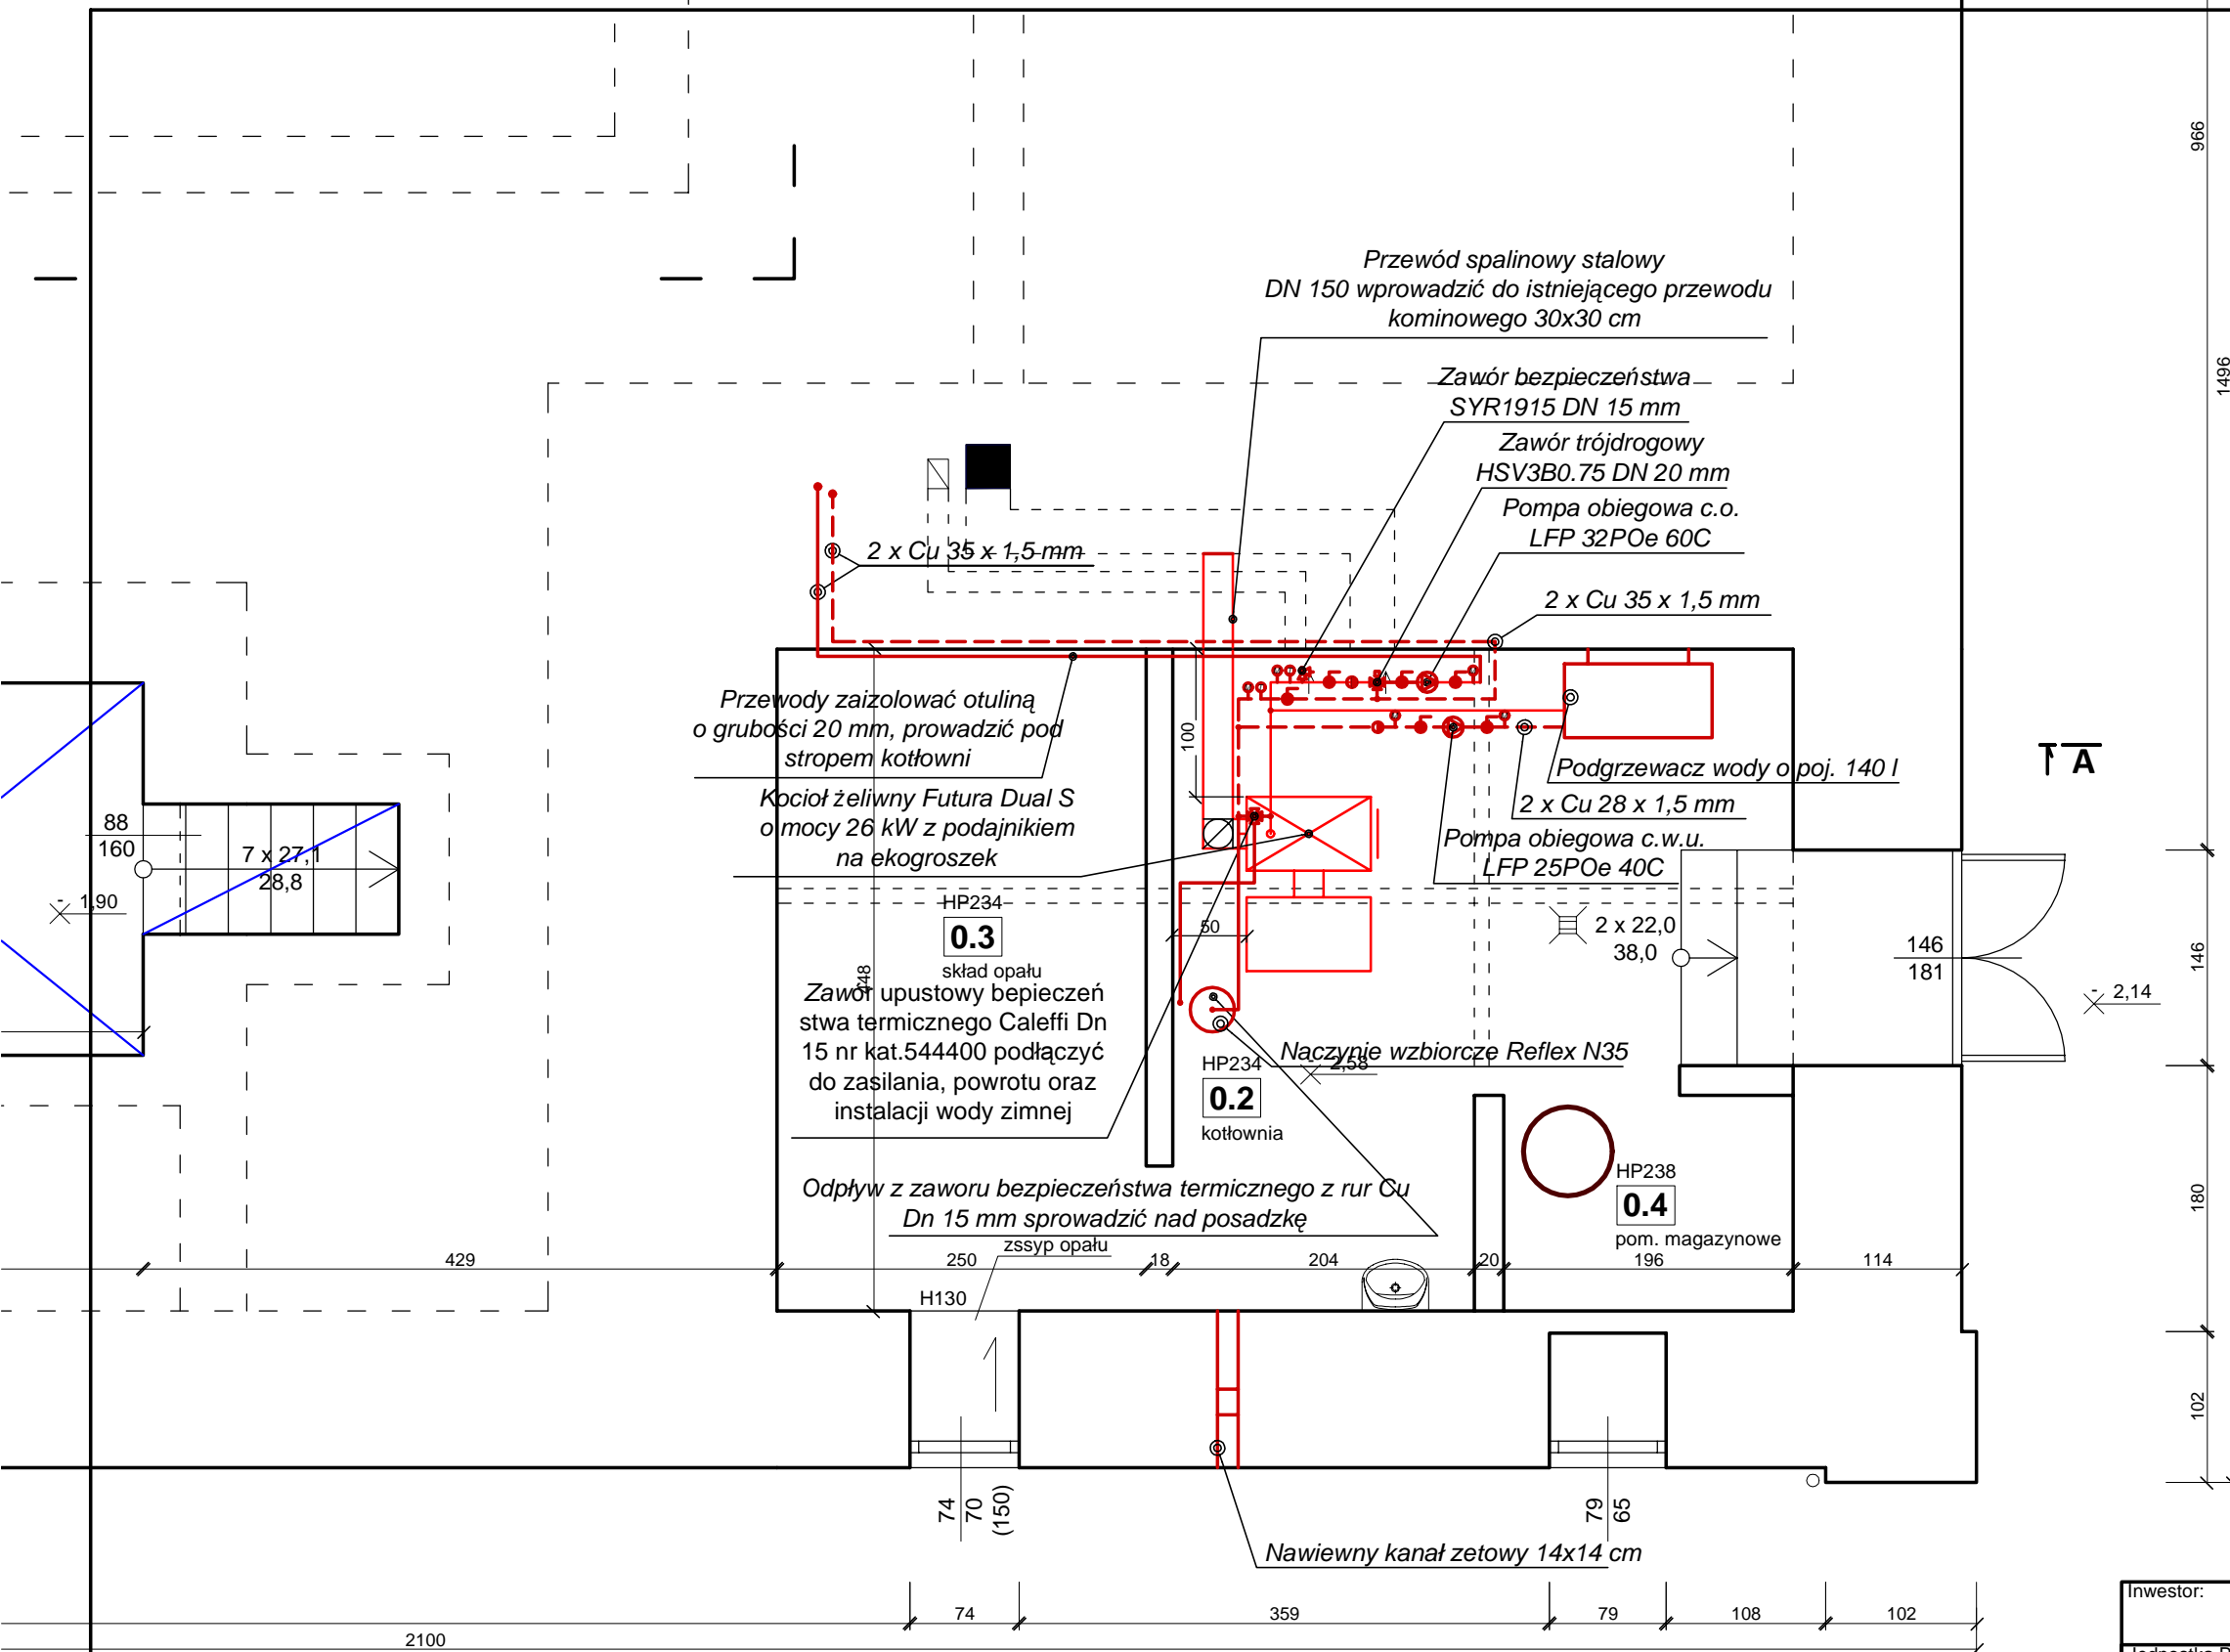 966
1496
Przewód spalinowy stalowy
DN 150 wprowadzić do istniejącego przewodu
kominowego 30x30 cm
Zawór bezpieczeństwa
SYR1915 DN 15 mm
Zawór trójdrogowy
HSV3B0.75 DN 20 mm
Pompa obiegowa c.o.
LFP 32POe 60C
2 x Cu 35 x 1,5 mm
2 x Cu 35 x 1,5 mm
Przewody zaizolować otuliną
o grubości 20 mm, prowadzić pod
stropem kotłowni
100
A
Podgrzewacz wody o poj. 140 l
Kocioł żeliwny Futura Dual S
o mocy 26 kW z podajnikiem
na ekogroszek
2 x Cu 28 x 1,5 mm
Pompa obiegowa c.w.u.
LFP 25POe 40C
88
160
7 x 27,1
28,8
- 1,90
HP234
0.3
skład opału
448
50
2 x 22,0
38,0
146
181
146
- 2,14
Zawór upustowy bepieczeń
stwa termicznego Caleffi Dn
15 nr kat.544400 podłączyć
do zasilania, powrotu oraz
instalacji wody zimnej
Naczynie wzbiorcze Reflex N35
- 2,58
HP234
0.2
kotłownia
Odpływ z zaworu bezpieczeństwa termicznego z rur Cu
Dn 15 mm sprowadzić nad posadzkę
zssyp opału
HP238
0.4
pom. magazynowe
180
429
250
18
204
20
196
114
H130
102
74
70
(150)
79
65
Nawiewny kanał zetowy 14x14 cm
Inwestor:
74
359
79
108
102
2100